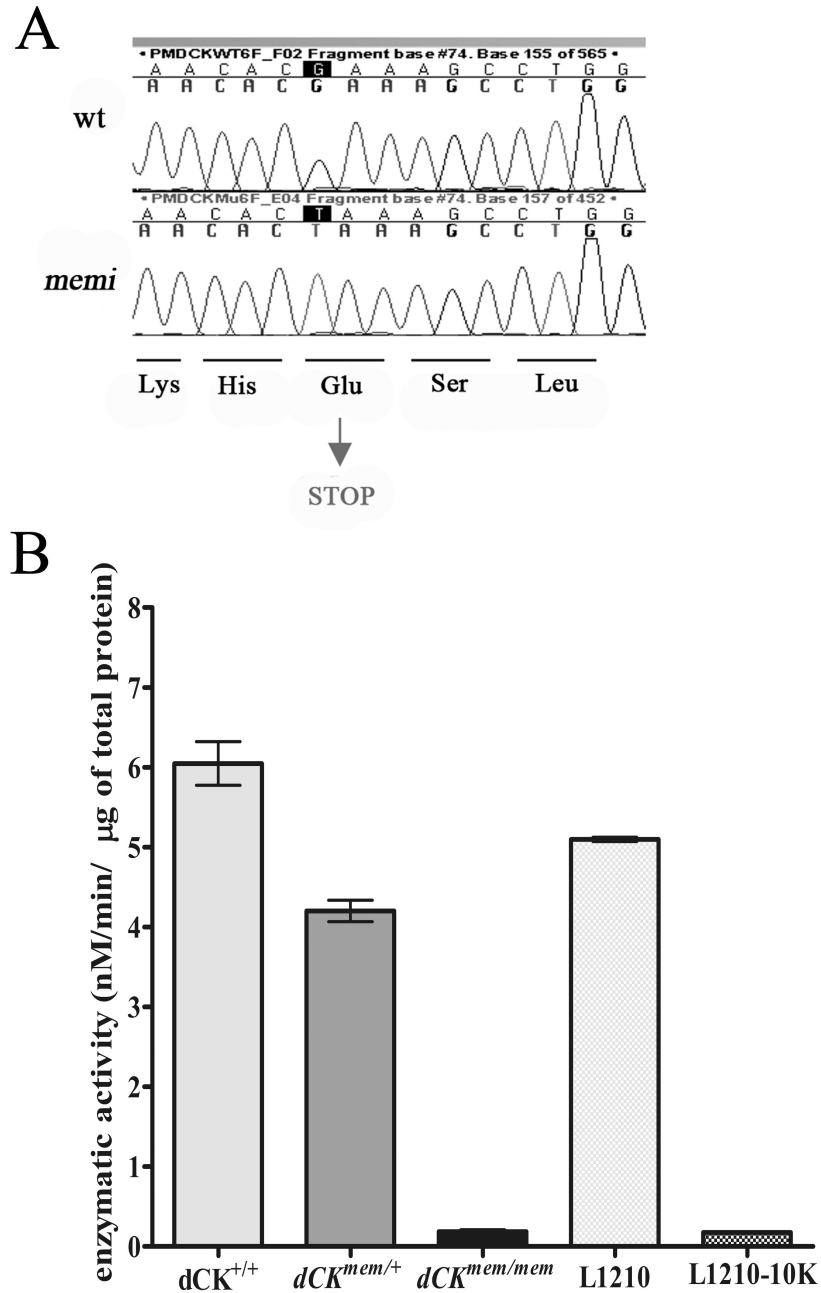 A
• PMDCKWT6F_F02 Fragment base #74. Base 155 of 565 •
A A C A C G A A A G C C T G G
A A C A C G A A A G C C T G G
wt
• PMDCKMu6F_E04 Fragment base #74. Base 157 of 452 •
A A C A C T A A A G C C T G G
A A C A C T A A A G C C T G G
memi
Lys His Glu Ser Leu
STOP
B
enzymatic activity (nM/min/ µg of total protein)
8
7
6
5
4
3
2
1
0
dCK+/+ dCKmem/+ dCKmem/mem L1210 L1210-10K